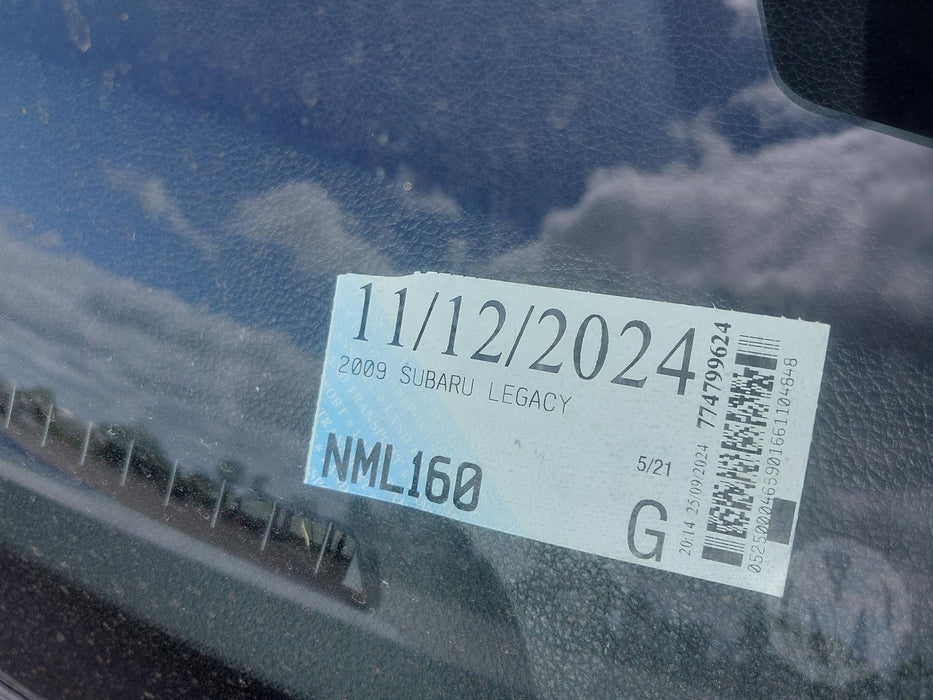 11/12/2024
2009 SUBARU LEGACY
NML160
5/21
G
20:14 25/09/2024 774799624
0525000465901661104848